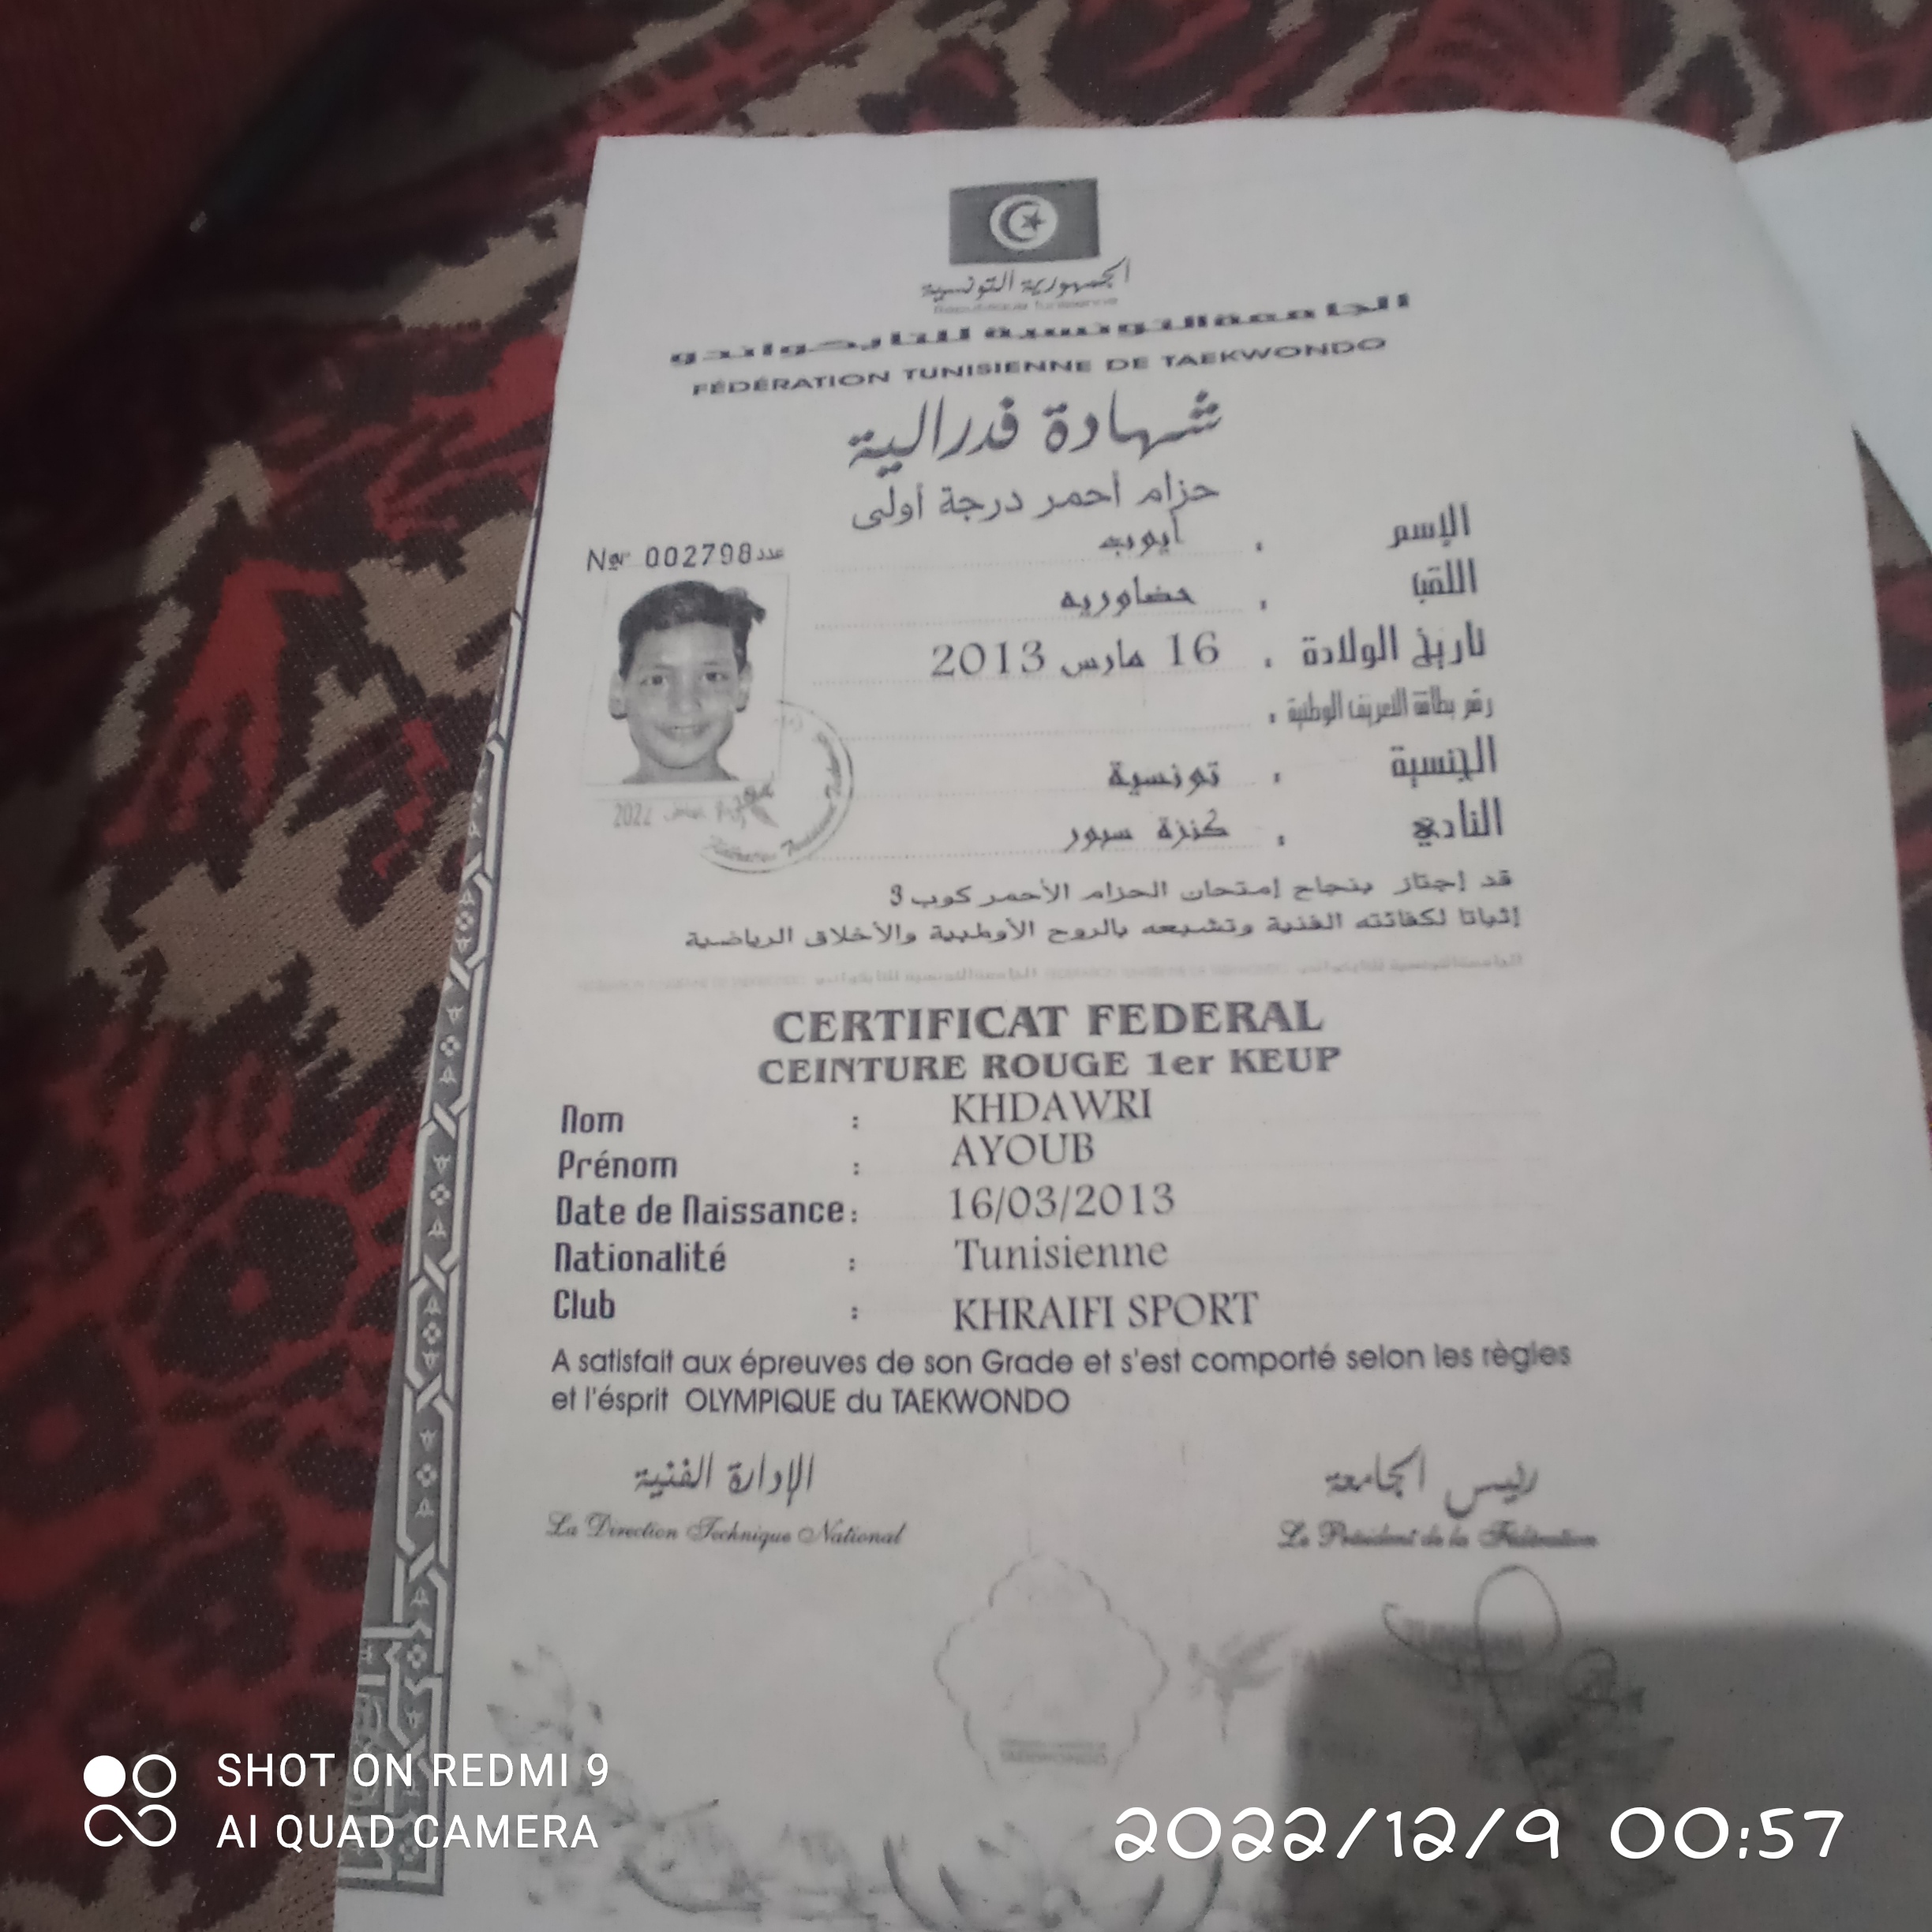 الجمهورية التونسية
République Tunisienne
الجامعة التونسية للتايكواندو
FÉDÉRATION TUNISIENNE DE TAEKWONDO
شهادة فدرالية
حزام أحمر درجة أولى
الإسم : أيوب
Nº 002798 عدد
اللقب : خضاوريه
تاريخ الولادة : 16 مارس 2013
رقم بطاقة التعريف الوطنية :
الجنسية : تونسية
2022
النادي : سبور
قد إجتاز بنجاح إمتحان الحزام الأحمر كوب 3
إثباتا لكفائته الفنية وتشبعه بالروح الأوطبية والأخلاق الرياضية
CERTIFICAT FEDERAL
CEINTURE ROUGE 1er KEUP
Nom : KHDAWRI
Prénom : AYOUB
Date de Naissance : 16/03/2013
Nationalité : Tunisienne
Club : KHRAIFI SPORT
A satisfait aux épreuves de son Grade et s'est comporté selon les règles
et l'ésprit OLYMPIQUE du TAEKWONDO
الإدارة الفنية
رئيس الجامعة
La Direction Technique National
Le Président de la Fédération
SHOT ON REDMI 9
AI QUAD CAMERA
2022/12/9 00:57